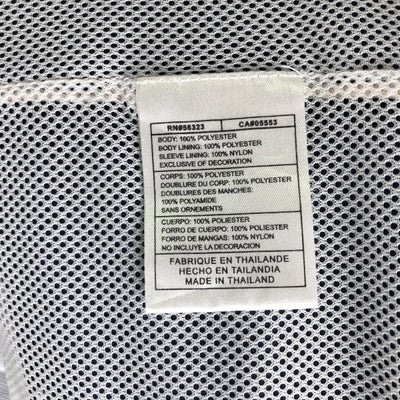 RN#56323 CA#05553
BODY: 100% POLYESTER
BODY LINING: 100% POLYESTER
SLEEVE LINING: 100% NYLON
EXCLUSIVE OF DECORATION
CORPS: 100% POLYESTER
DOUBLURE DU CORP: 100% POLYESTER
DOUBLURES DES MANCHES:
100% POLYAMIDE
SANS ORNEMENTS
CUERPO: 100% POLIESTER
FORRO DE CUERPO: 100% POLIESTER
FORRO DE MANGAS: 100% NYLON
NO INCLUYE LA DECORACION
FABRIQUE EN THAILANDE
HECHO EN TAILANDIA
MADE IN THAILAND